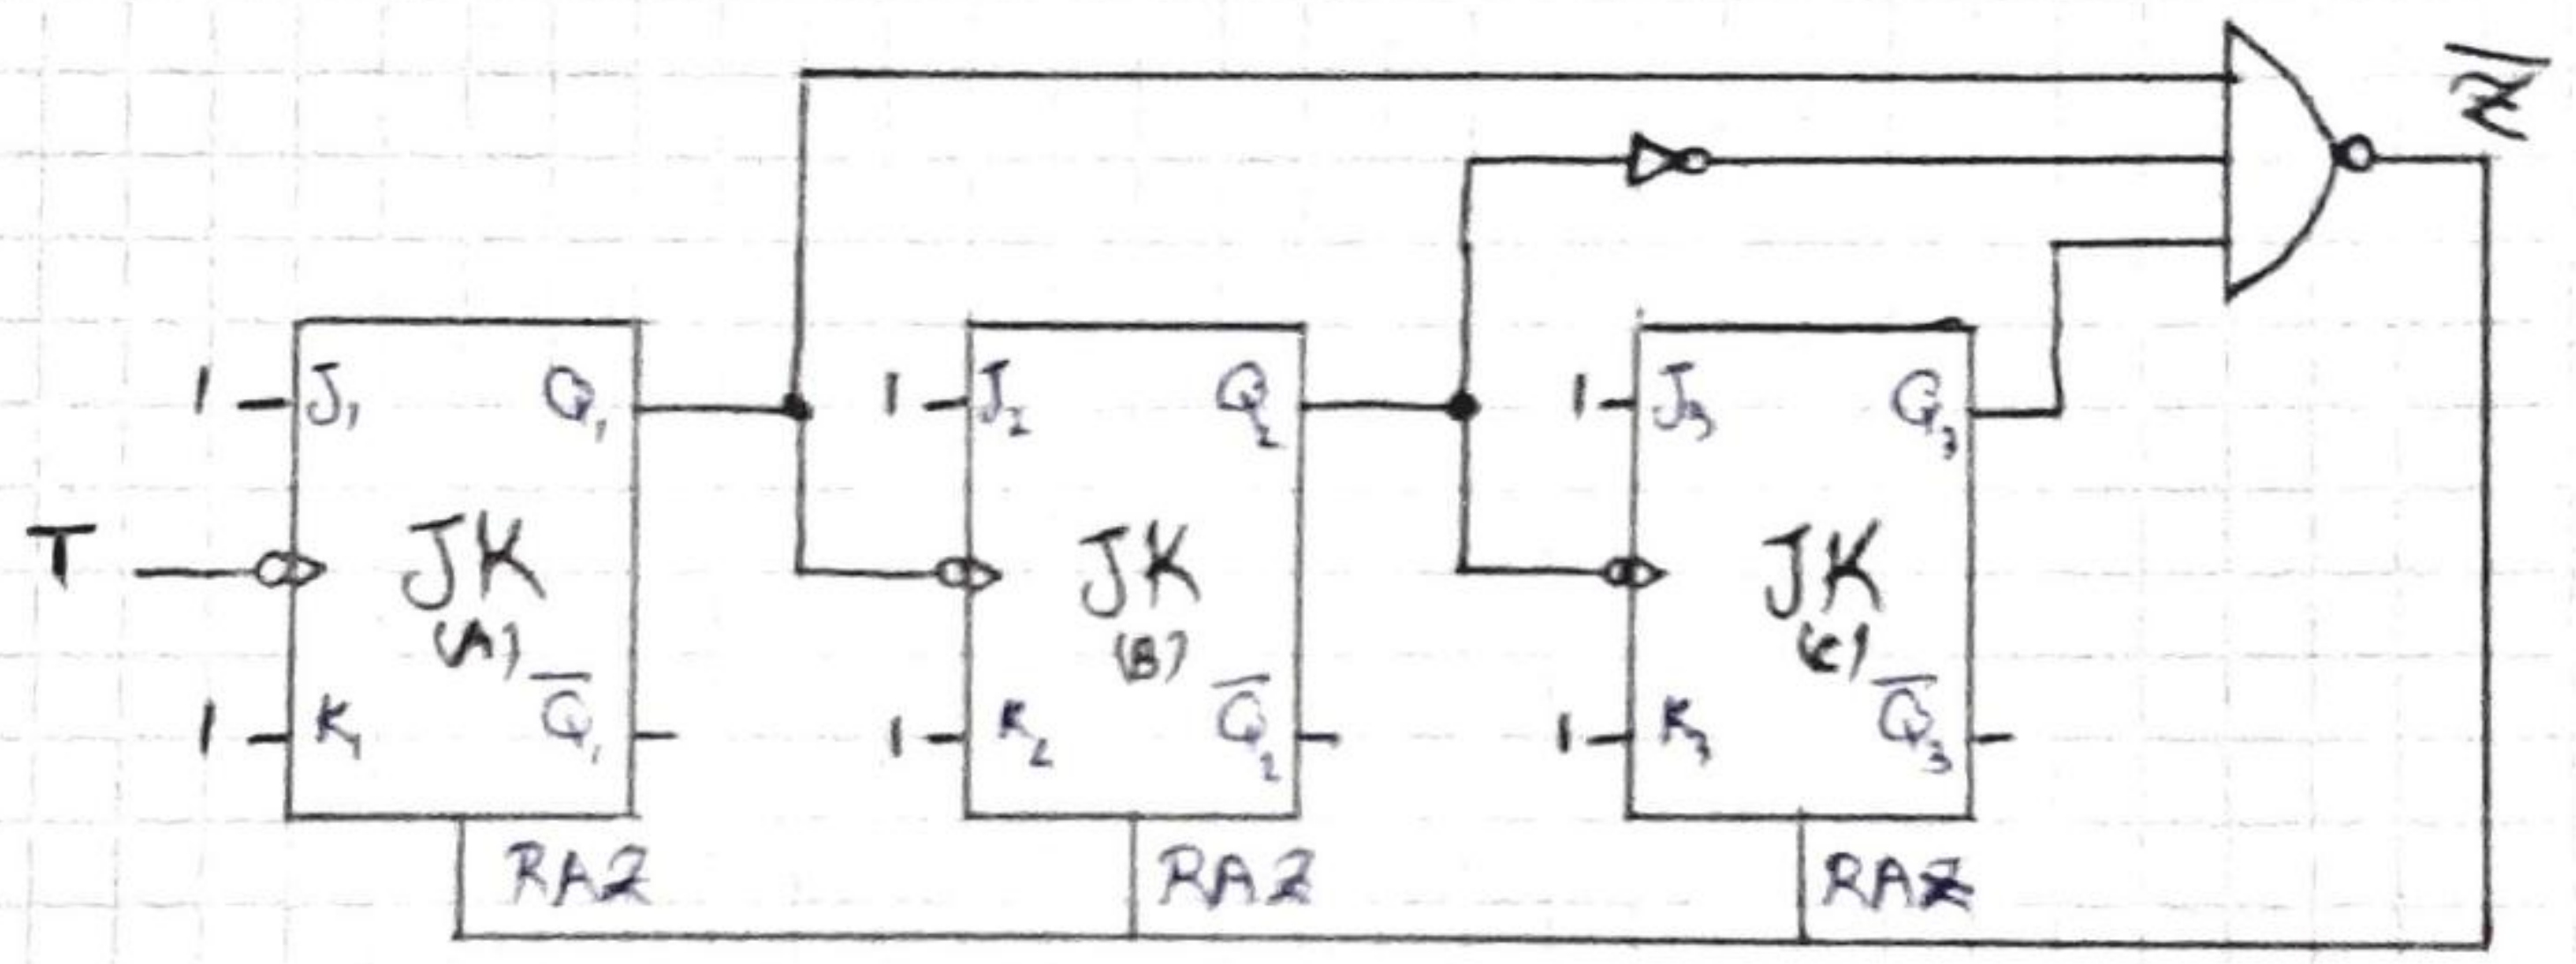 Z̅
1 J₁ Q₁ 1 J₂ Q₂ 1 J₃ Q₃
T JK JK JK
(A) (B) (C)
1 K₁ Q̅₁ 1 K₂ Q̅₂ 1 K₃ Q̅₃
RAZ RAZ RAZ